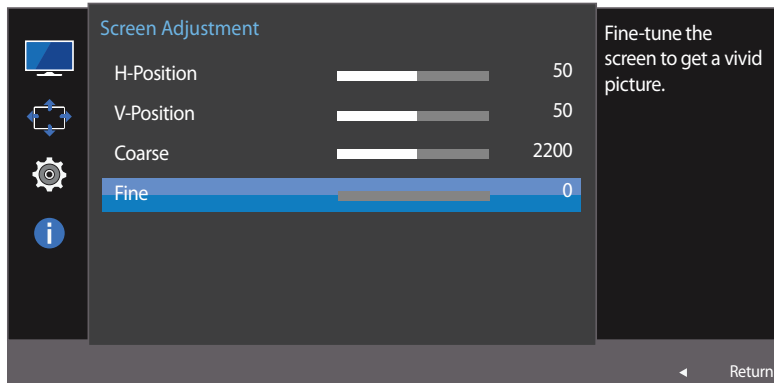 Screen Adjustment
H-Position 50
V-Position 50
Coarse 2200
Fine 0
Fine-tune the
screen to get a vivid
picture.
Return